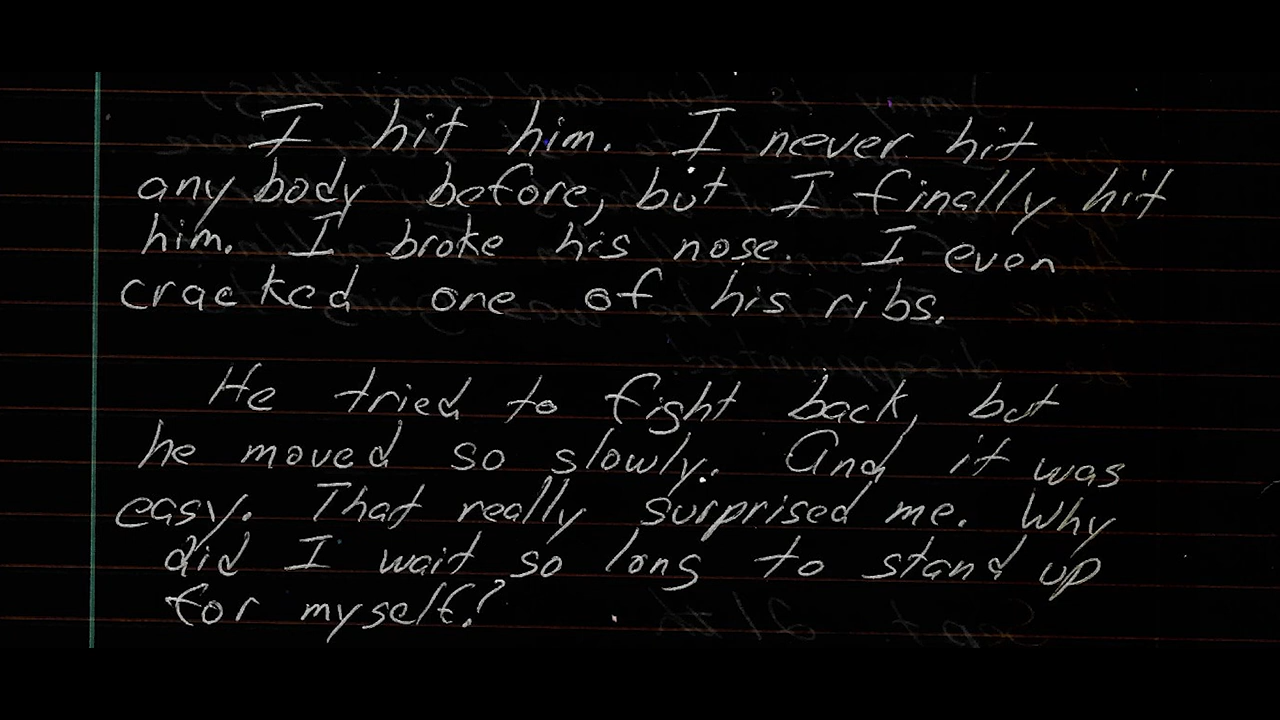 I hit him. I never hit
any body before, but I finally hit
him. I broke his nose. I even
cracked one of his ribs.
He tried to fight back, but
he moved so slowly. And it was
easy. That really surprised me. Why
did I wait so long to stand up
for myself?